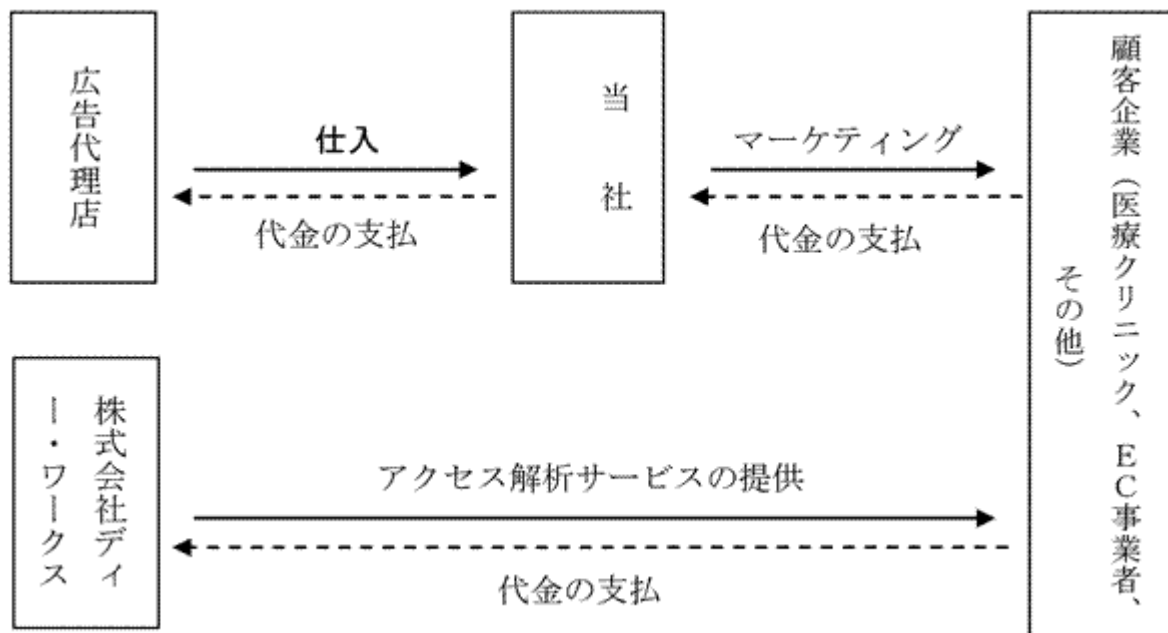 広告代理店
仕入
代金の支払
当社
マーケティング
代金の支払
顧客企業（医療クリニック、EC事業者、
その他）
株式会社ディ
ー・ワークス
アクセス解析サービスの提供
代金の支払